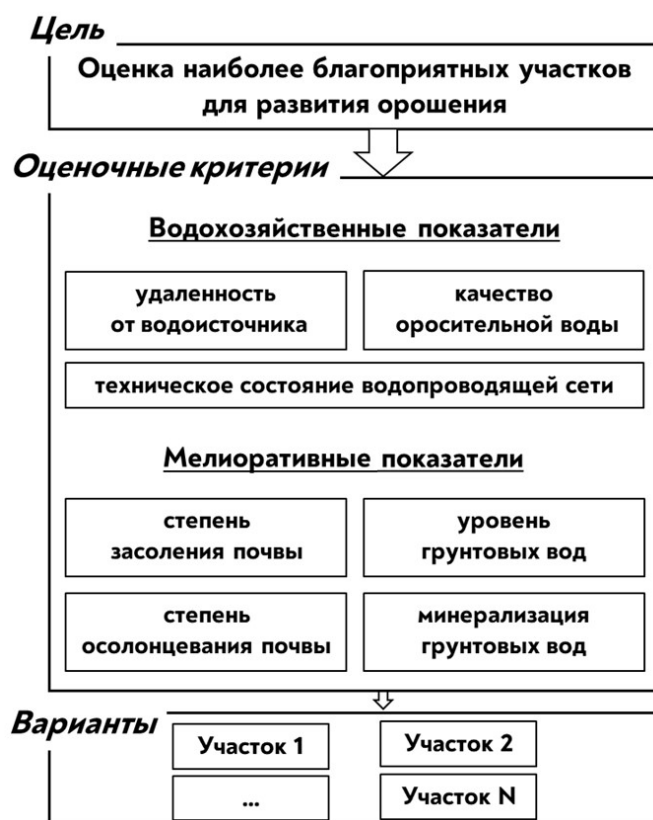 Цель
Оценка наиболее благоприятных участков
для развития орошения
Оценочные критерии
Водохозяйственные показатели
удаленность
от водоисточника
качество
оросительной воды
техническое состояние водопроводящей сети
Мелиоративные показатели
степень
засоления почвы
уровень
грунтовых вод
степень
осолонцевания почвы
минерализация
грунтовых вод
Варианты
Участок 1
Участок 2
...
Участок N